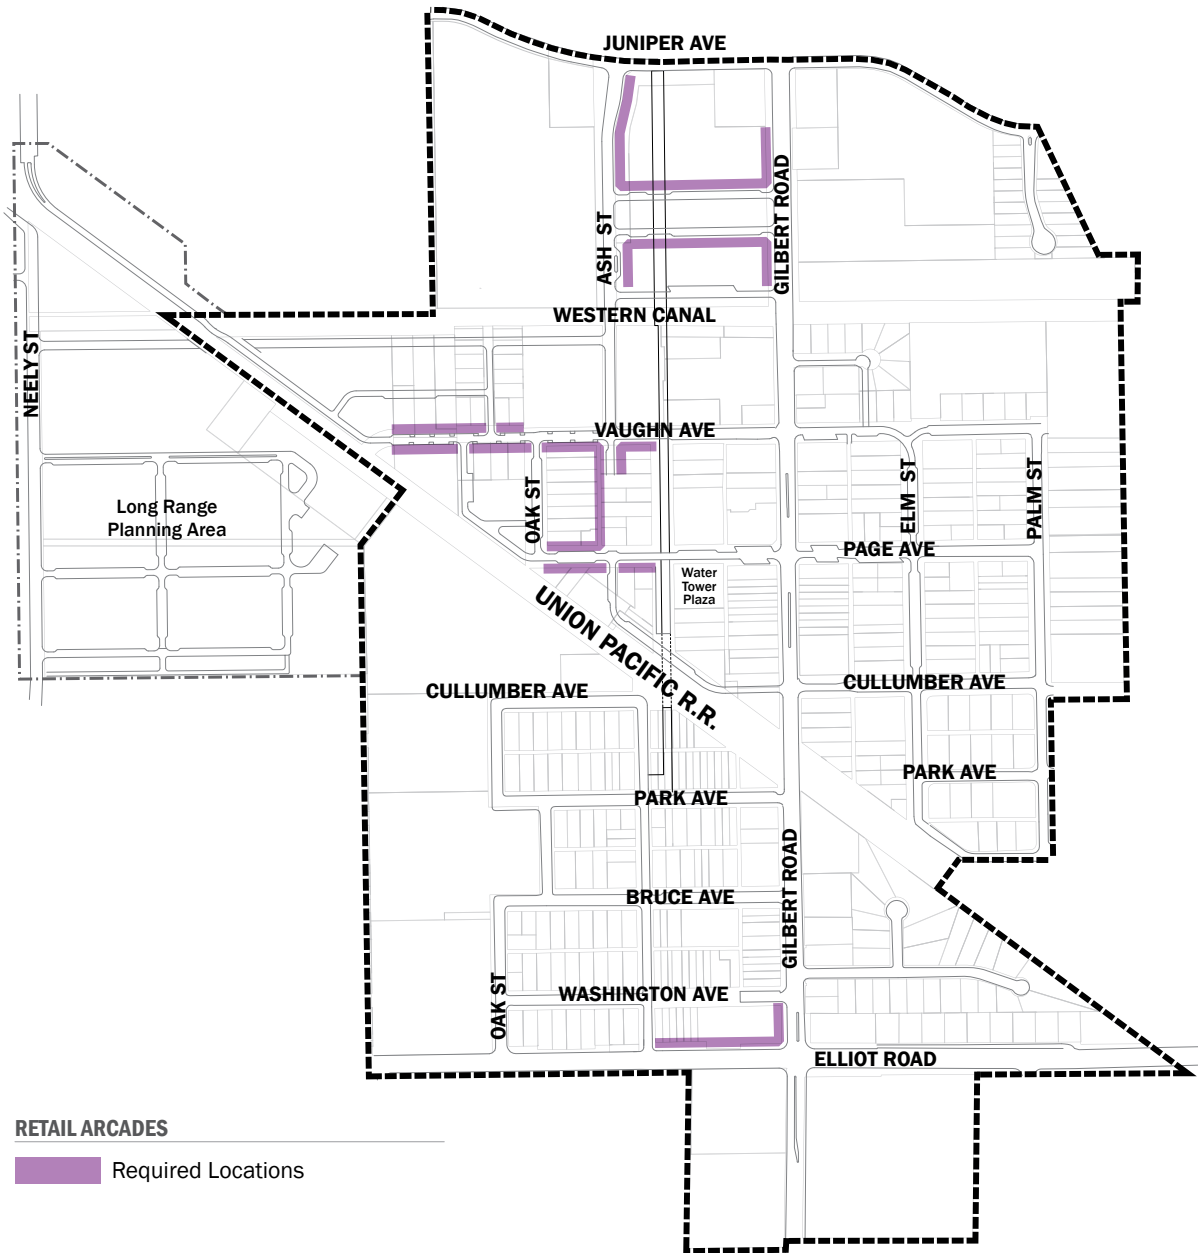 JUNIPER AVE
ASH ST
GILBERT ROAD
WESTERN CANAL
NEELY ST
VAUGHN AVE
OAK ST
ELM ST
PALM ST
Long Range
Planning Area
PAGE AVE
Water
Tower
Plaza
UNION PACIFIC R.R.
CULLUMBER AVE
CULLUMBER AVE
PARK AVE
PARK AVE
GILBERT ROAD
BRUCE AVE
OAK ST
WASHINGTON AVE
ELLIOT ROAD
RETAIL ARCADES
Required Locations